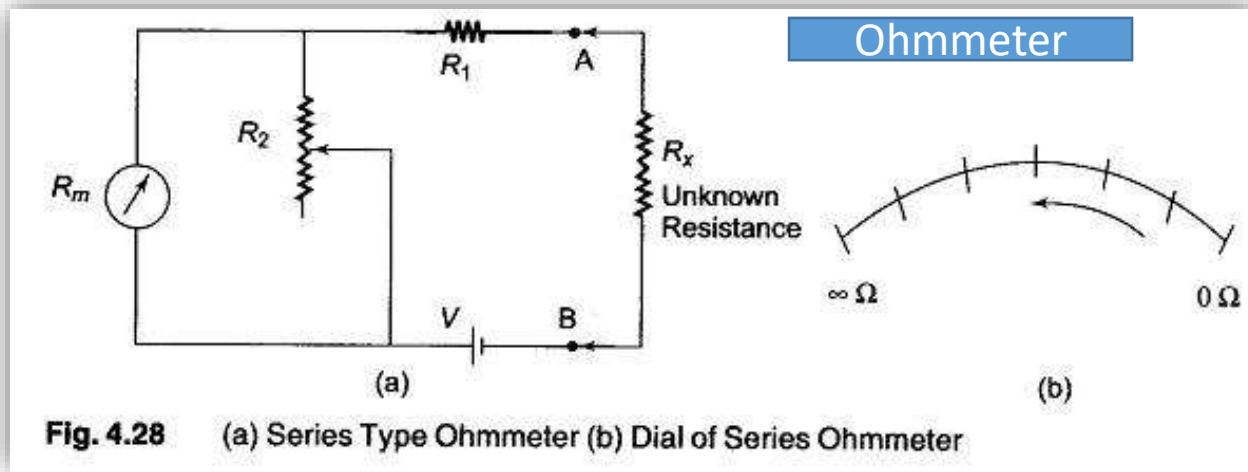 Ohmmeter
R1
A
R2
Rm
Rx
Unknown
Resistance
V
B
∞ Ω
0 Ω
(a)
(b)
Fig. 4.28 (a) Series Type Ohmmeter (b) Dial of Series Ohmmeter